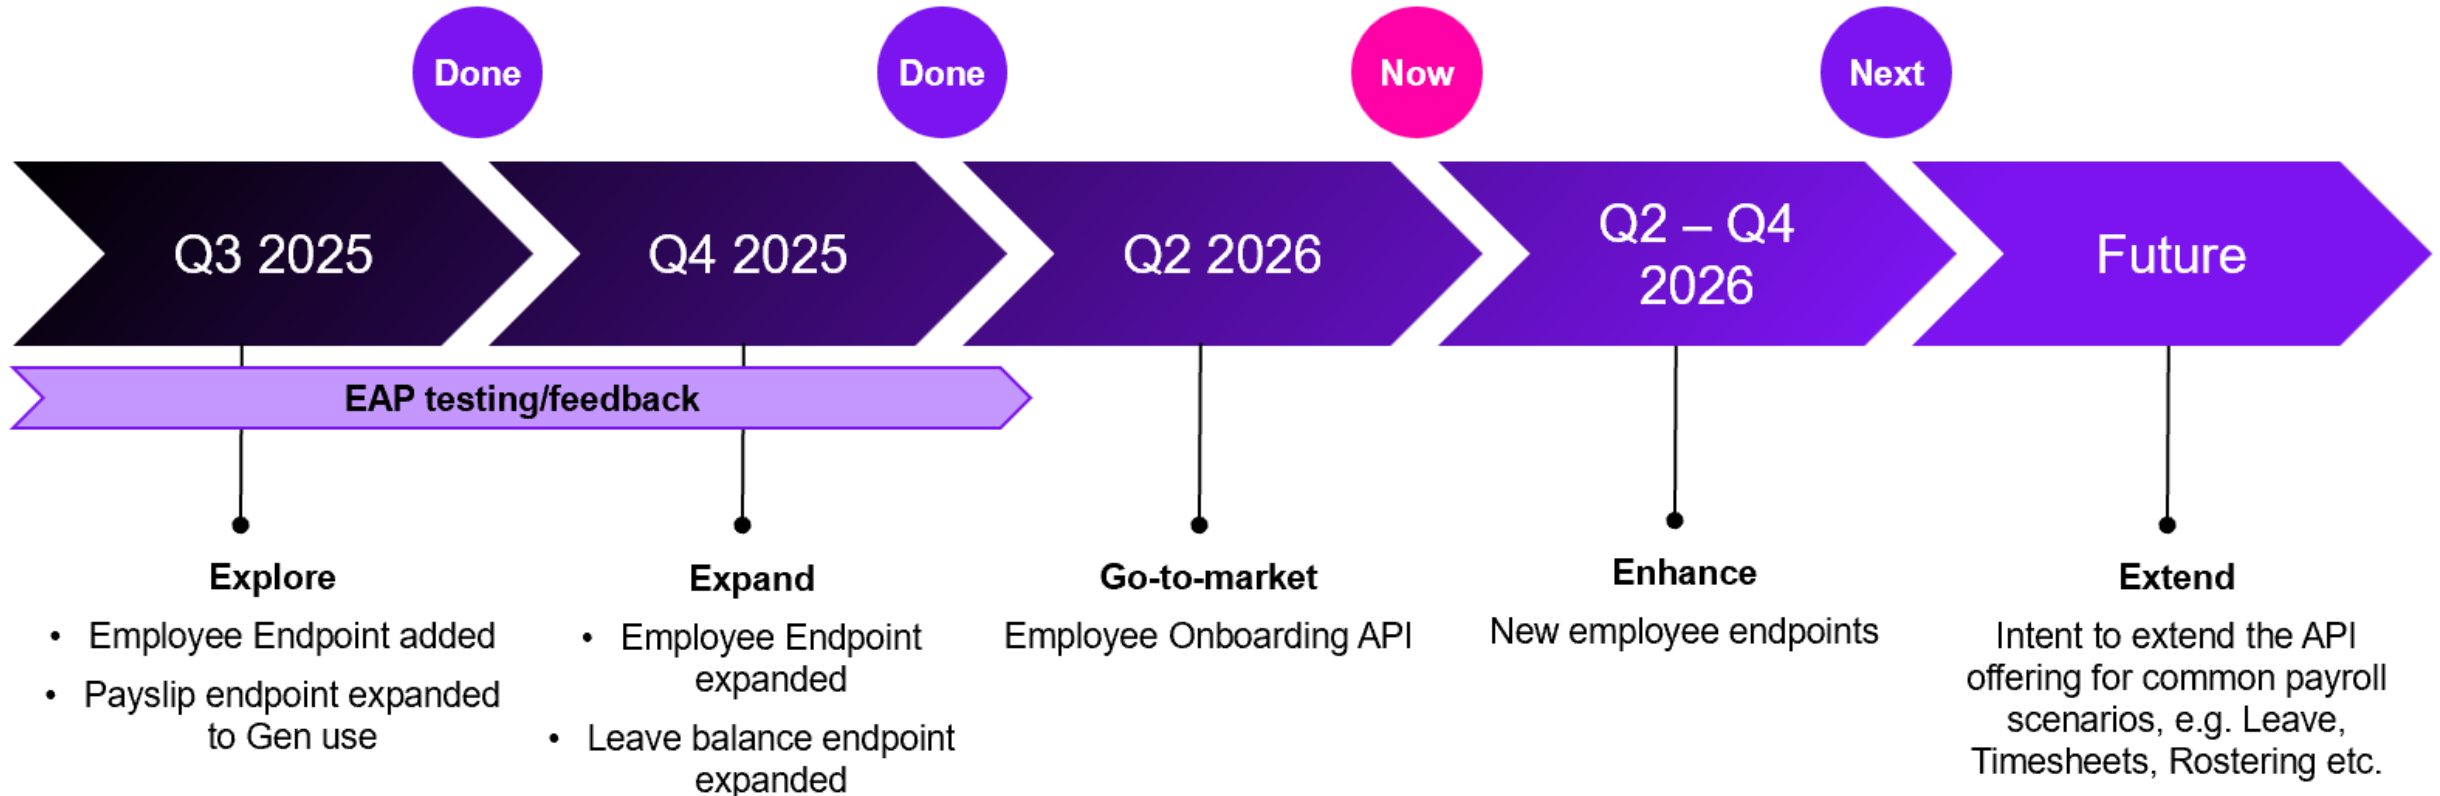 Done
Done
Now
Next
Q3 2025
Q4 2025
Q2 2026
Q2 – Q4
2026
Future
EAP testing/feedback
Explore
• Employee Endpoint added
• Payslip endpoint expanded
to Gen use
Expand
• Employee Endpoint
expanded
• Leave balance endpoint
expanded
Go-to-market
Employee Onboarding API
Enhance
New employee endpoints
Extend
Intent to extend the API
offering for common payroll
scenarios, e.g. Leave,
Timesheets, Rostering etc.